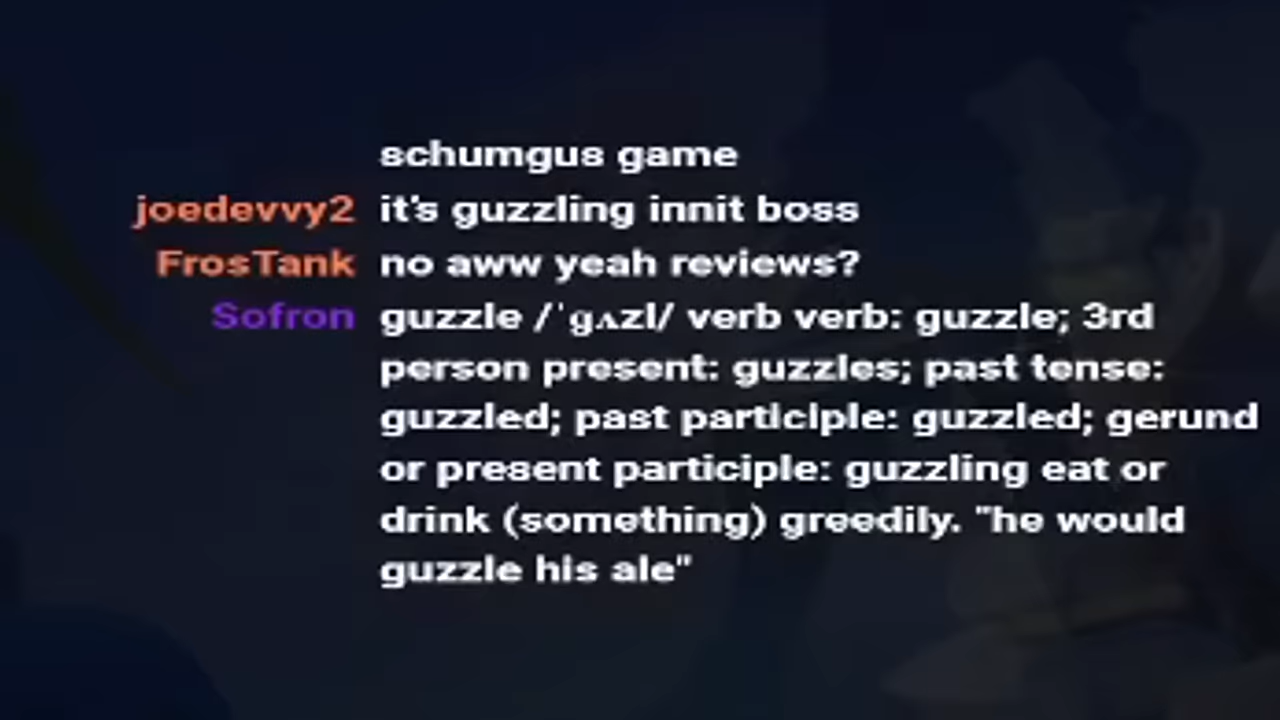 schumgus game
joedevvy2 it's guzzling innit boss
FrosTank no aww yeah reviews?
Sofron guzzle /ˈɡʌzl/ verb verb: guzzle; 3rd
person present: guzzles; past tense:
guzzled; past participle: guzzled; gerund
or present participle: guzzling eat or
drink (something) greedily. "he would
guzzle his ale"